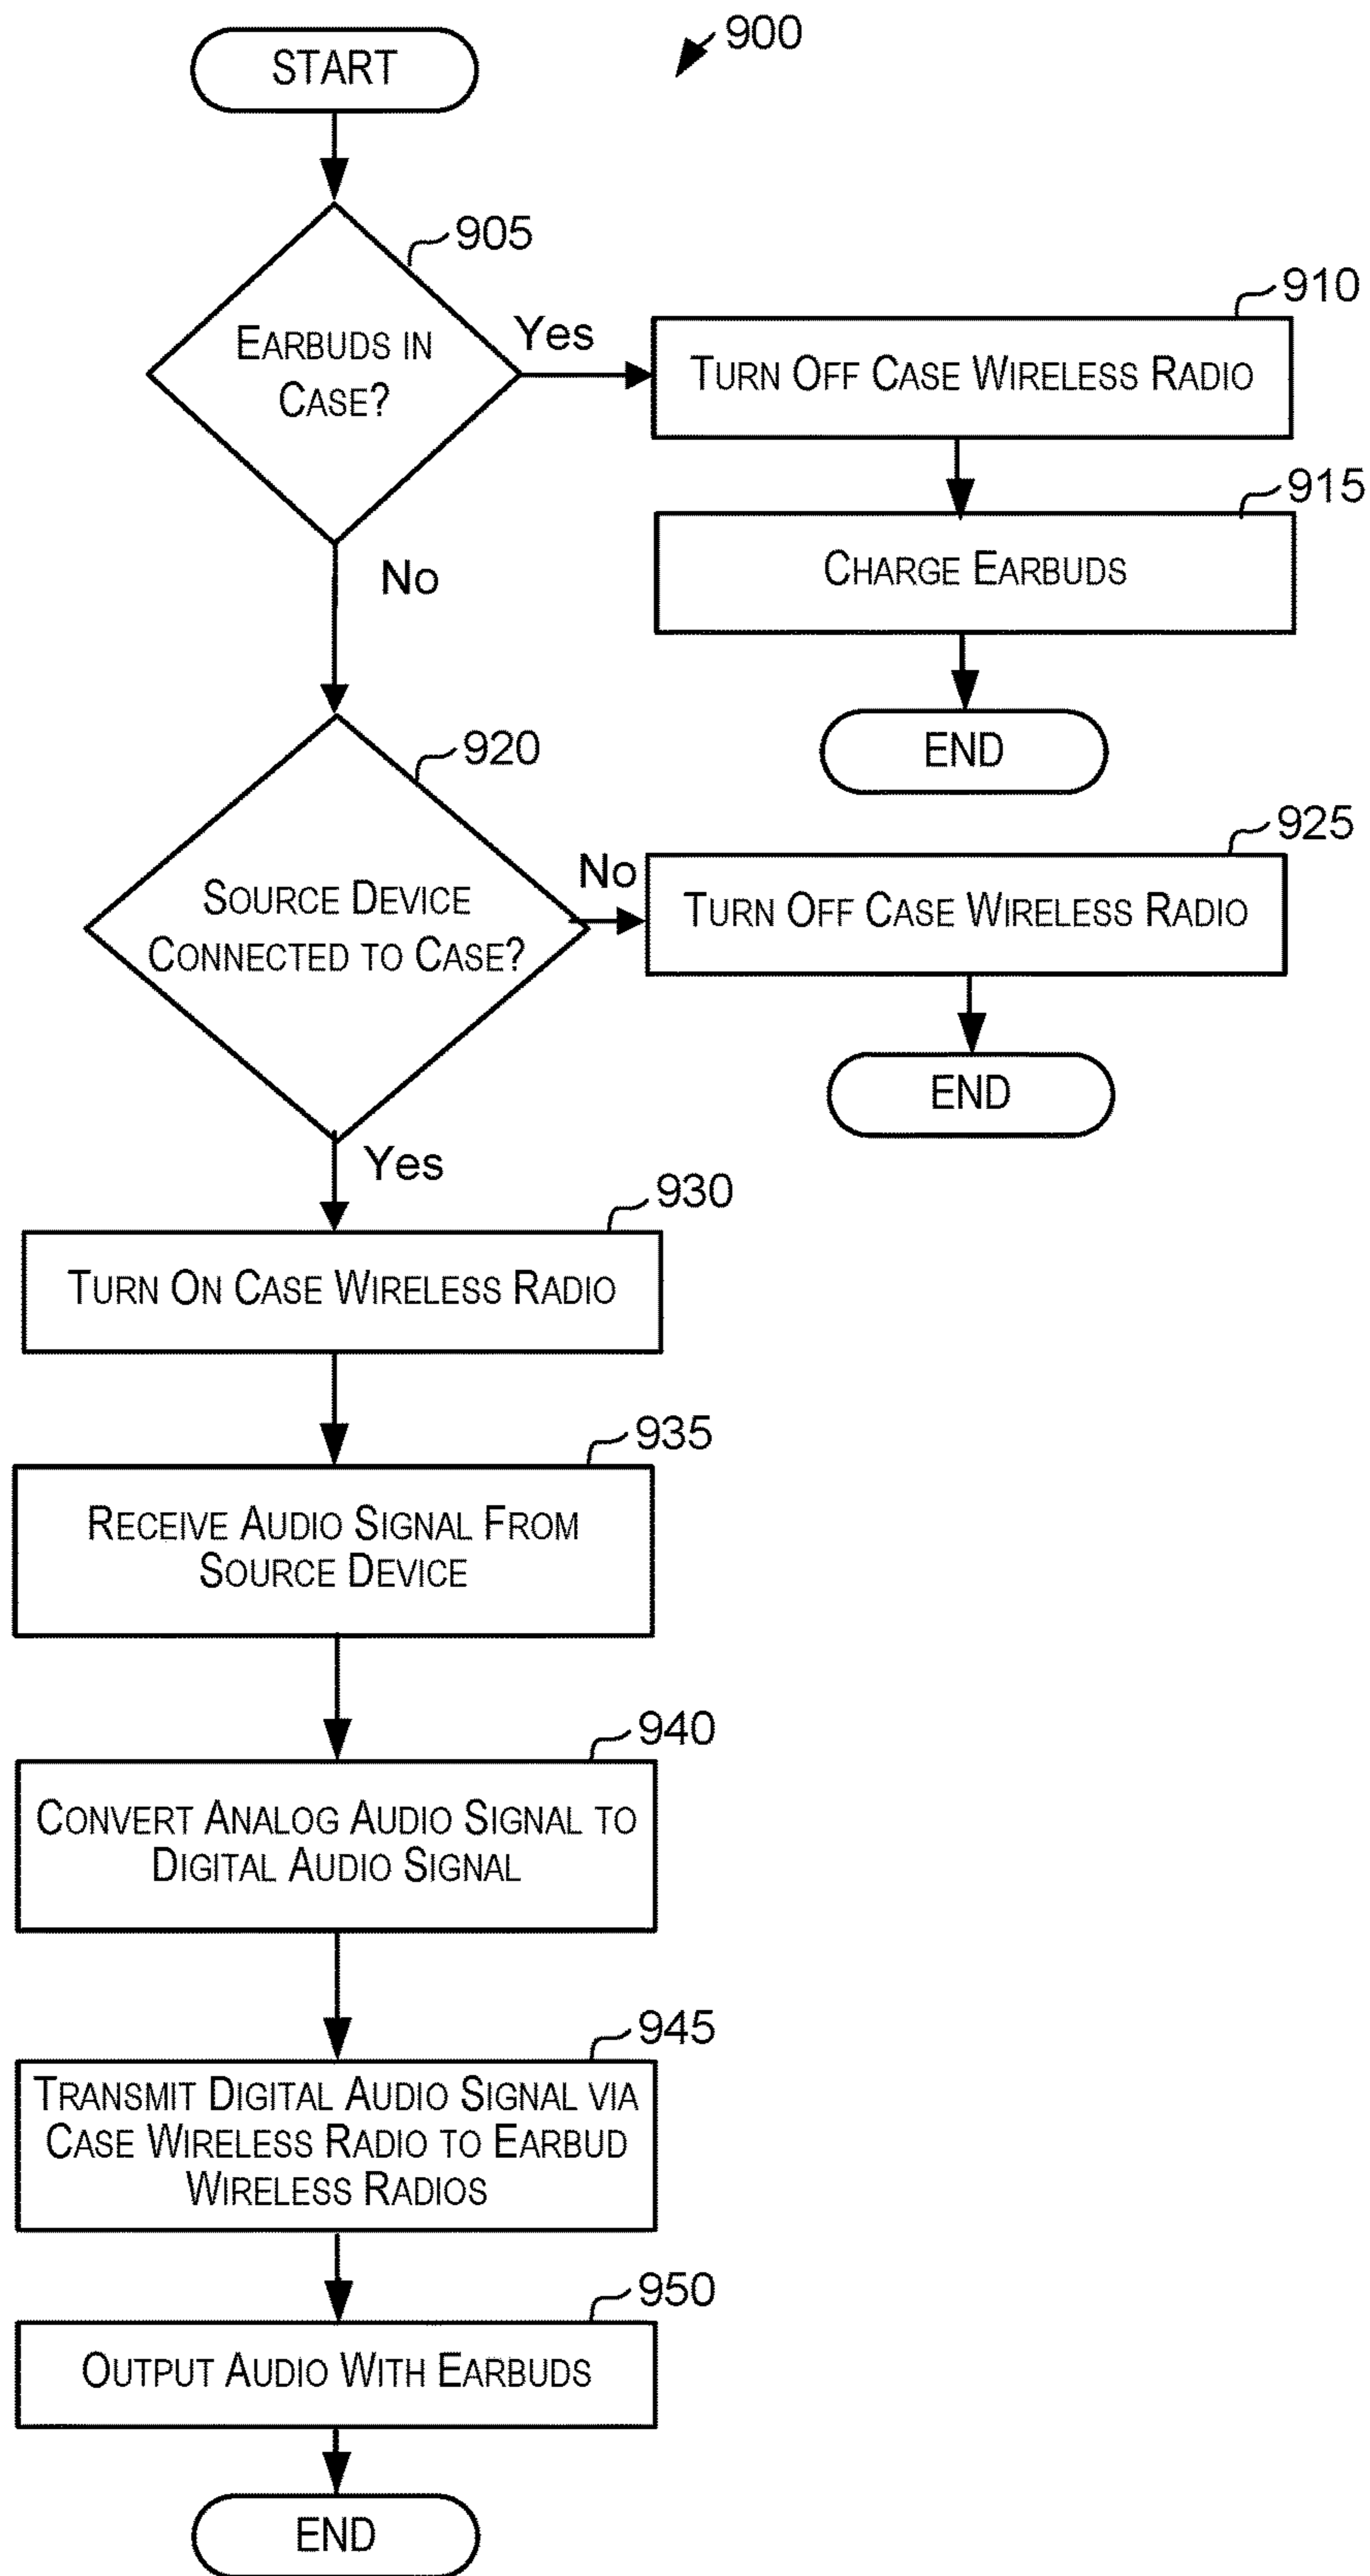 900
START
905
EARBUDS IN
CASE?
Yes
910
TURN OFF CASE WIRELESS RADIO
915
CHARGE EARBUDS
END
No
920
SOURCE DEVICE
CONNECTED TO CASE?
No
925
TURN OFF CASE WIRELESS RADIO
END
Yes
930
TURN ON CASE WIRELESS RADIO
935
RECEIVE AUDIO SIGNAL FROM
SOURCE DEVICE
940
CONVERT ANALOG AUDIO SIGNAL TO
DIGITAL AUDIO SIGNAL
945
TRANSMIT DIGITAL AUDIO SIGNAL VIA
CASE WIRELESS RADIO TO EARBUD
WIRELESS RADIOS
950
OUTPUT AUDIO WITH EARBUDS
END